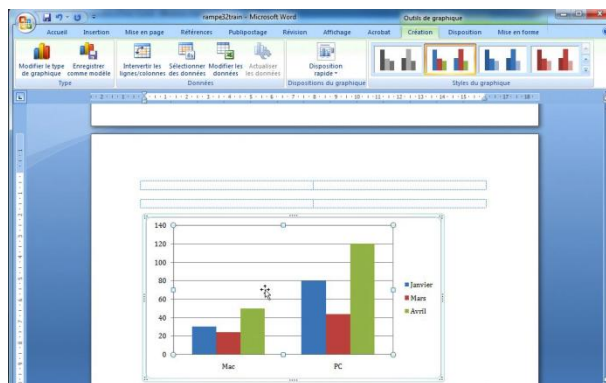 rampe32train - Microsoft Word
Outils de graphique
Accueil Insertion Mise en page Références Publipostage Révision Affichage Acrobat Création Disposition Mise en forme
Modifier le type de graphique
Enregistrer comme modèle
Intervertir les lignes/colonnes
Sélectionner des données
Modifier les données
Actualiser les données
Disposition rapide
Type
Données
Dispositions du graphique
Styles du graphique
140
120
100
80
60
40
20
0
Mac
PC
Janvier
Mars
Avril